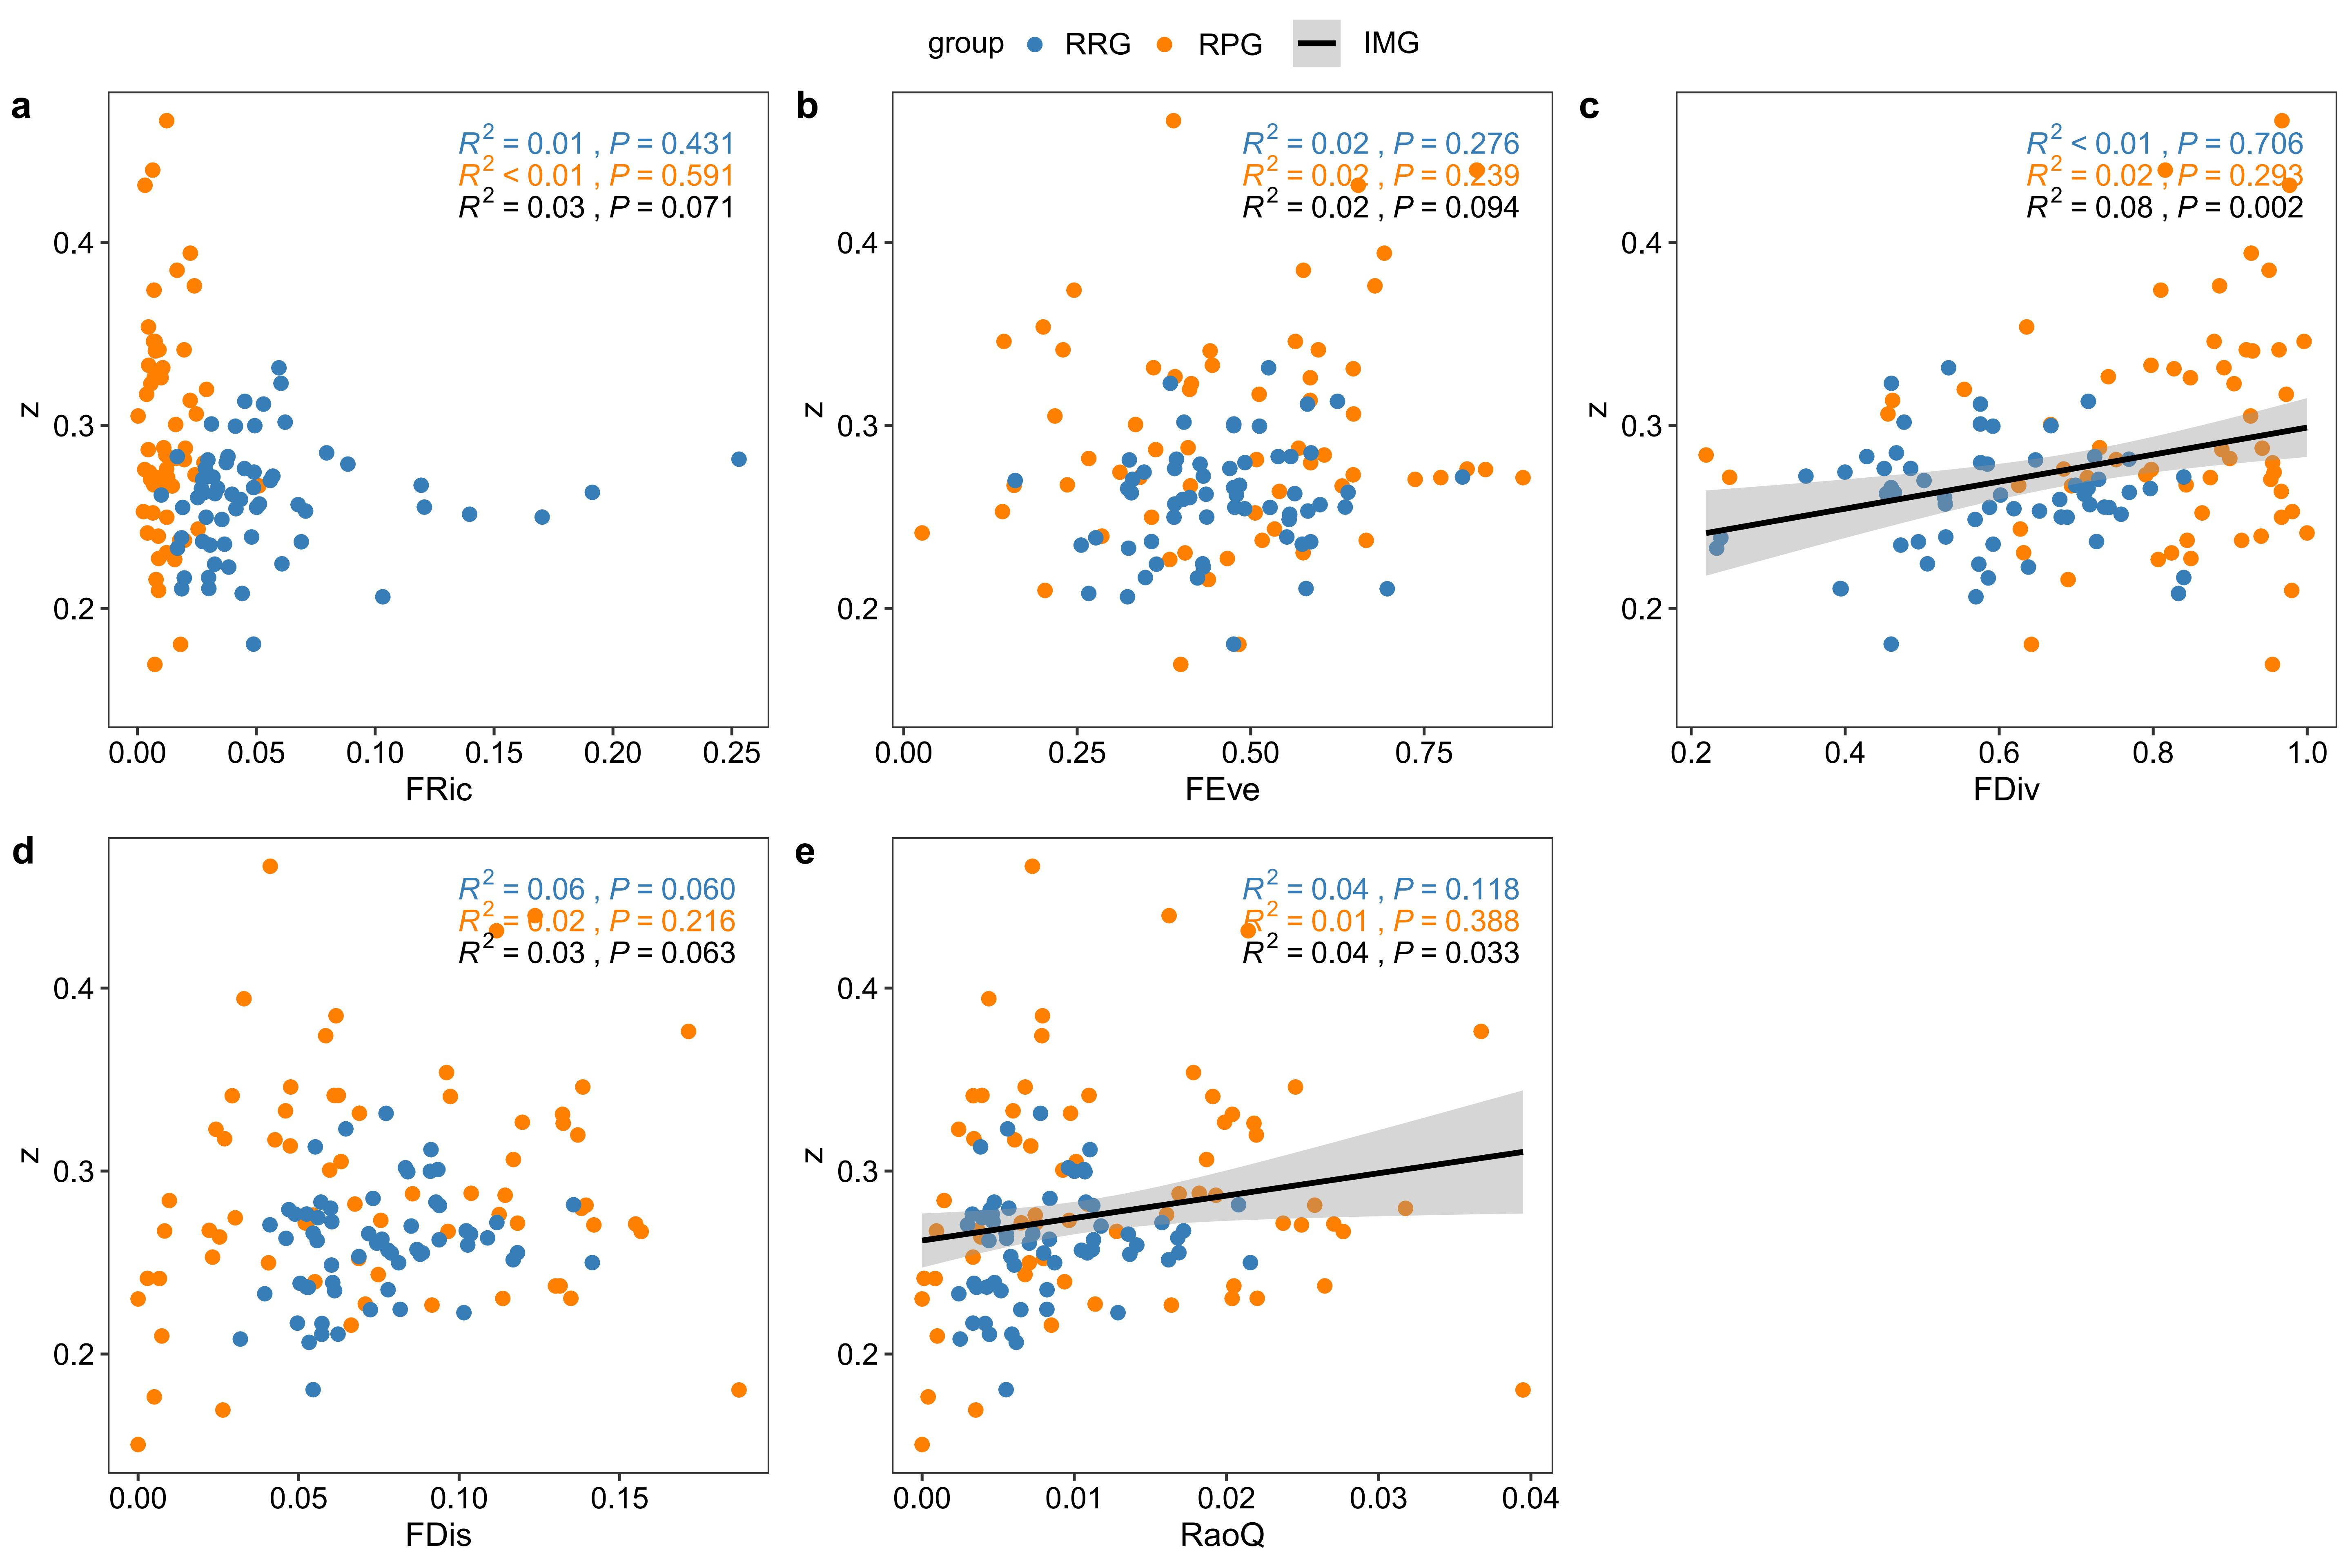 group RRG RPG IMG
a
R² = 0.01 , P = 0.431
R² < 0.01 , P = 0.591
R² = 0.03 , P = 0.071
z
0.4
0.3
0.2
0.00 0.05 0.10 0.15 0.20 0.25
FRic
b
R² = 0.02 , P = 0.276
R² = 0.02 , P = 0.239
R² = 0.02 , P = 0.094
z
0.4
0.3
0.2
0.00 0.25 0.50 0.75
FEve
c
R² < 0.01 , P = 0.706
R² = 0.02 , P = 0.293
R² = 0.08 , P = 0.002
z
0.4
0.3
0.2
0.2 0.4 0.6 0.8 1.0
FDiv
d
R² = 0.06 , P = 0.060
R² = 0.02 , P = 0.216
R² = 0.03 , P = 0.063
z
0.4
0.3
0.2
0.00 0.05 0.10 0.15
FDis
e
R² = 0.04 , P = 0.118
R² = 0.01 , P = 0.388
R² = 0.04 , P = 0.033
z
0.4
0.3
0.2
0.00 0.01 0.02 0.03 0.04
RaoQ